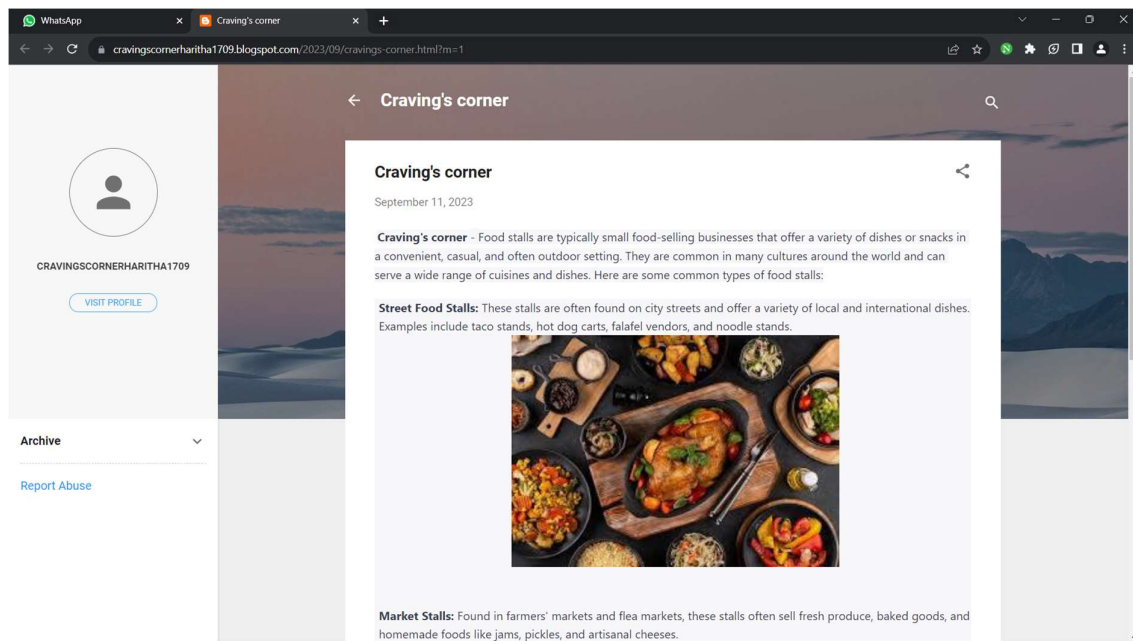 WhatsApp
Craving's corner
cravingscornerharitha1709.blogspot.com/2023/09/cravings-corner.html?m=1
Craving's corner
CRAVINGSCORNERHARITHA1709
VISIT PROFILE
Archive
Report Abuse
Craving's corner
September 11, 2023
Craving's corner - Food stalls are typically small food-selling businesses that offer a variety of dishes or snacks in
a convenient, casual, and often outdoor setting. They are common in many cultures around the world and can
serve a wide range of cuisines and dishes. Here are some common types of food stalls:
Street Food Stalls: These stalls are often found on city streets and offer a variety of local and international dishes.
Examples include taco stands, hot dog carts, falafel vendors, and noodle stands.
Market Stalls: Found in farmers' markets and flea markets, these stalls often sell fresh produce, baked goods, and
homemade foods like jams, pickles, and artisanal cheeses.